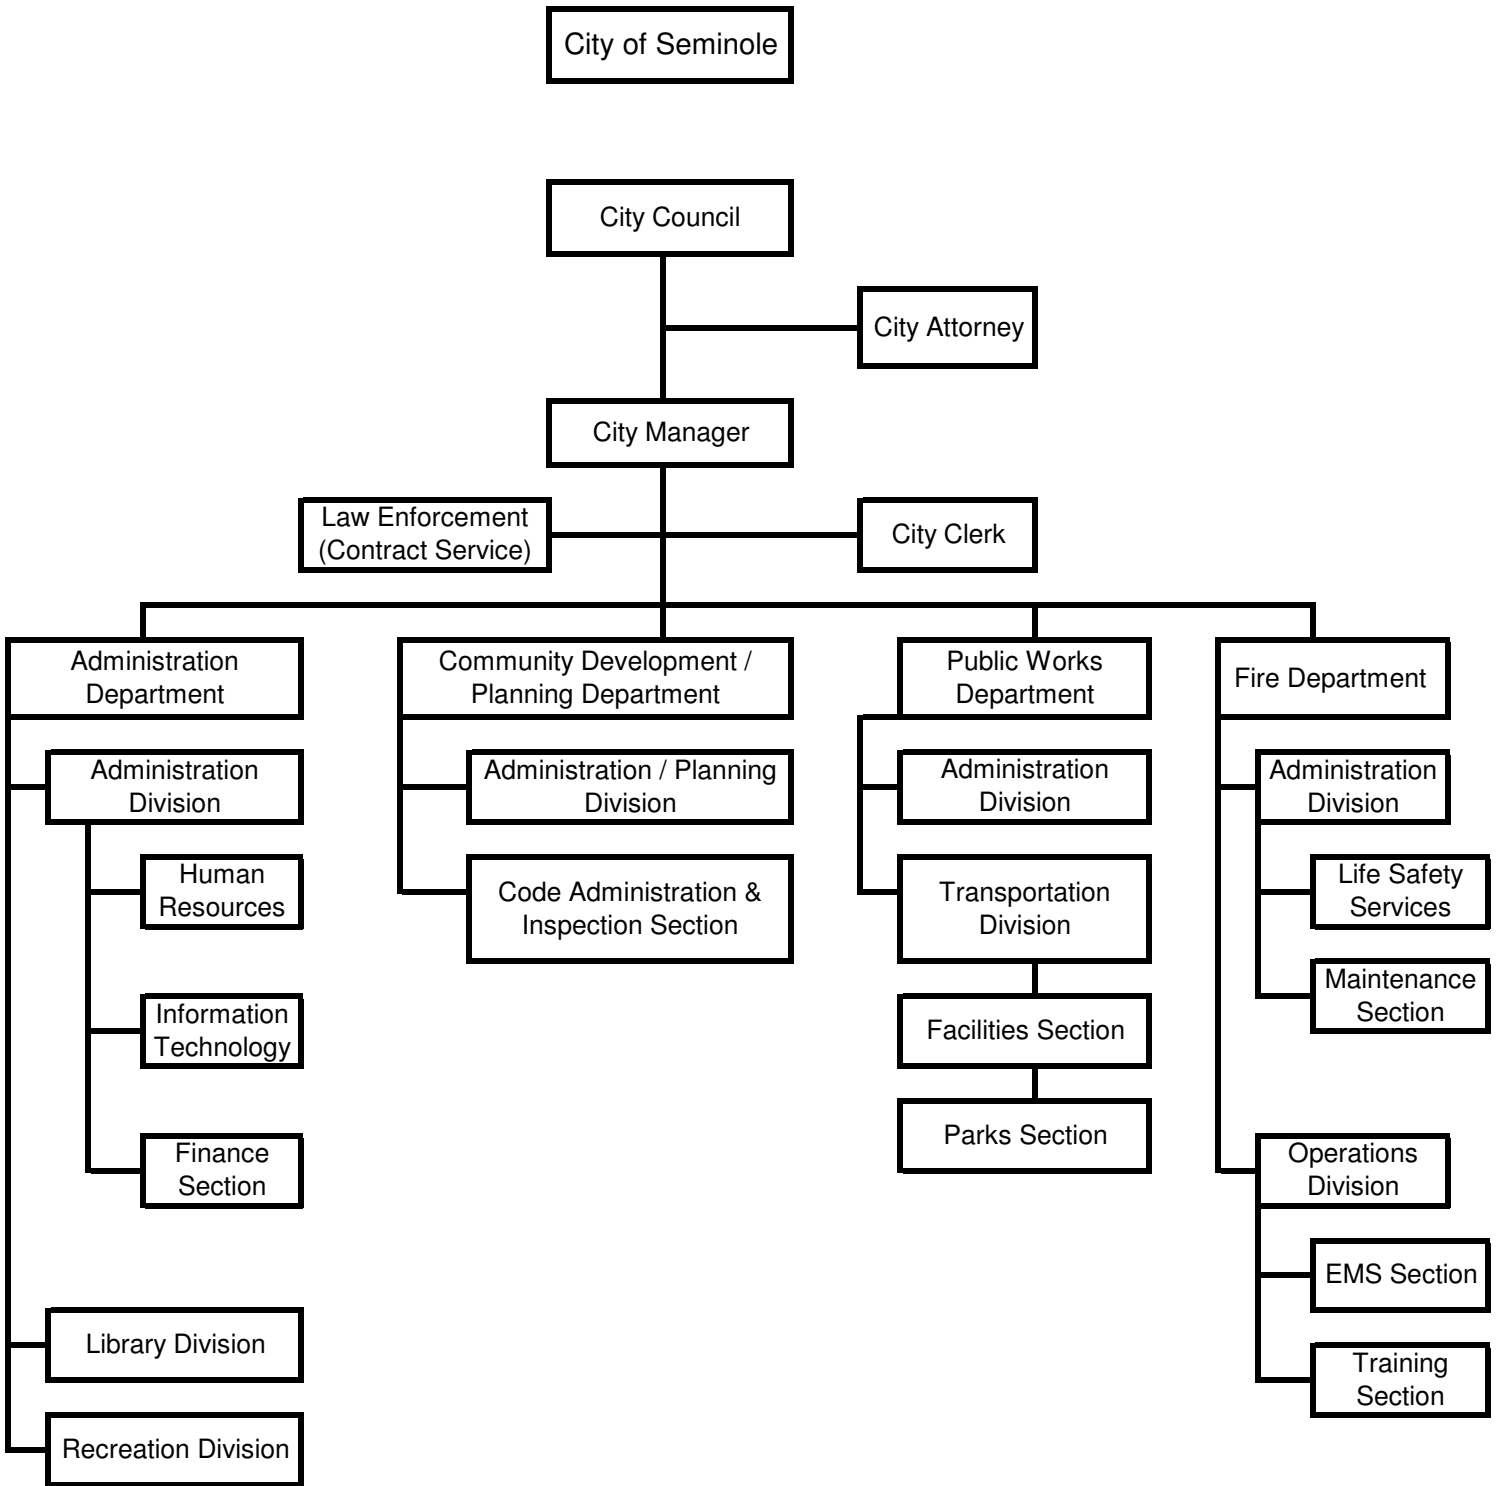 City of Seminole
City Council
City Attorney
City Manager
Law Enforcement
(Contract Service)
City Clerk
Administration
Department
Community Development /
Planning Department
Public Works
Department
Fire Department
Administration
Division
Administration / Planning
Division
Administration
Division
Administration
Division
Human
Resources
Code Administration &
Inspection Section
Transportation
Division
Life Safety
Services
Information
Technology
Facilities Section
Maintenance
Section
Finance
Section
Parks Section
Operations
Division
EMS Section
Library Division
Training
Section
Recreation Division